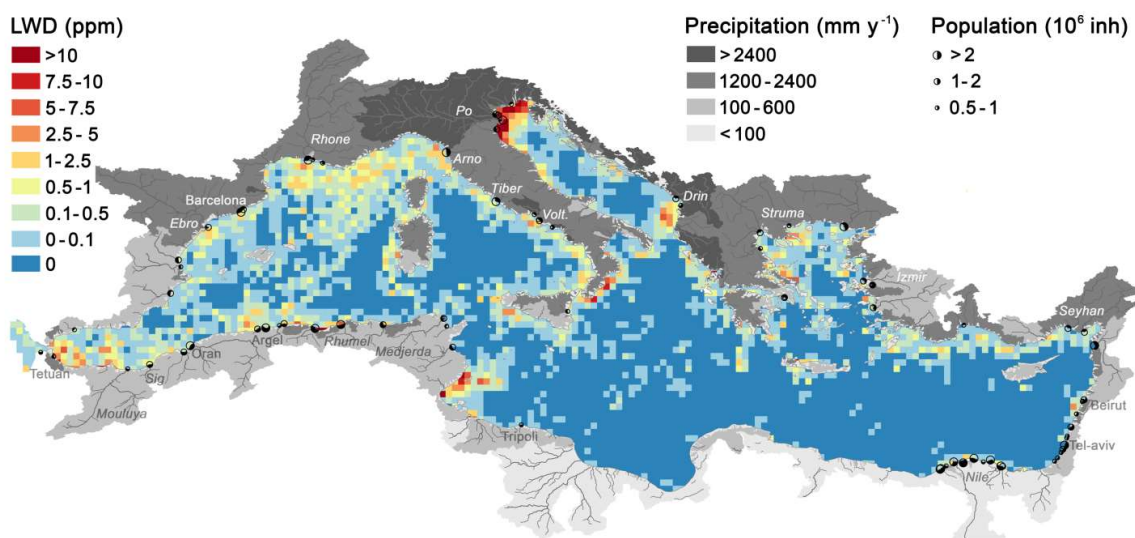 LWD (ppm)
>10
7.5-10
5-7.5
2.5-5
1-2.5
0.5-1
0.1-0.5
0-0.1
0
Precipitation (mm y⁻¹)
>2400
1200-2400
100-600
<100
Population (10⁶ inh)
>2
1-2
0.5-1
Po
Rhone
Arno
Barcelona
Ebro
Tiber
Volt.
Drin
Struma
Izmir
Seyhan
Tetuan
Sig
Oran
Argel
Rhumel
Medjerda
Mouluya
Tripoli
Beirut
Tel-aviv
Nile